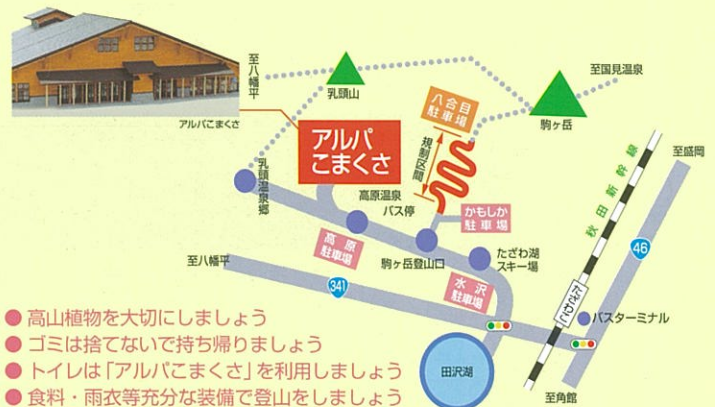 アルパこまくさ
至八幡平
乳頭山
至国見温泉
八合目
駐車場
駒ヶ岳
アルパ
こまくさ
規制区間
至盛岡
秋田新幹線
乳頭温泉郷
高原温泉
バス停
かもしか
駐車場
46
高原
駐車場
駒ヶ岳登山口
たざわ湖
スキー場
至八幡平
水沢
駐車場
341
たざわこ
バスターミナル
田沢湖
至角館
● 高山植物を大切にしましょう
● ゴミは捨てないで持ち帰りましょう
● トイレは「アルパこまくさ」を利用しましょう
● 食料・雨衣等充分な装備で登山をしましょう